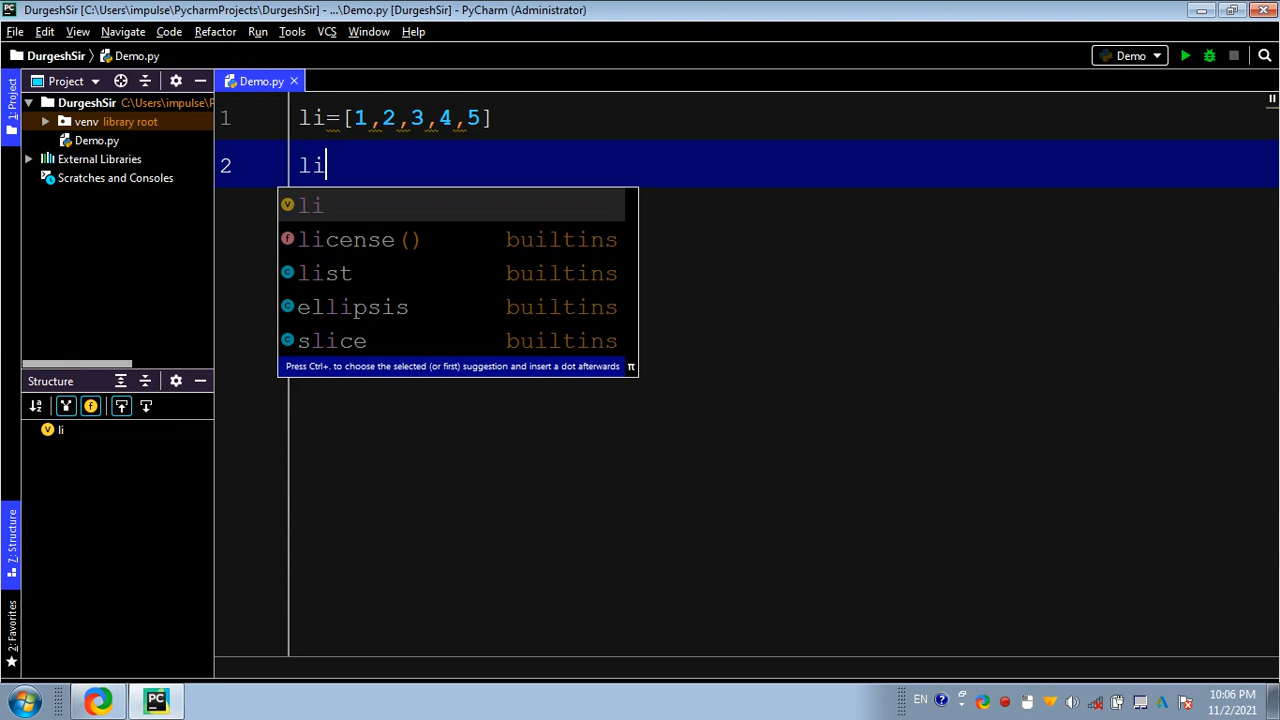 DurgeshSir [C:\Users\impulse\PycharmProjects\DurgeshSir] - ...\Demo.py [DurgeshSir] - PyCharm (Administrator)
File Edit View Navigate Code Refactor Run Tools VCS Window Help
DurgeshSir Demo.py Demo
1: Project Project Demo.py
DurgeshSir C:\Users\impulse\P
venv library root
Demo.py
External Libraries
Scratches and Consoles
1 li=[1,2,3,4,5]
2 li
li
license() builtins
list builtins
ellipsis builtins
slice builtins
Press Ctrl+. to choose the selected (or first) suggestion and insert a dot afterwards π
Structure
li
7: Structure
2: Favorites
PC
EN 10:06 PM
11/2/2021